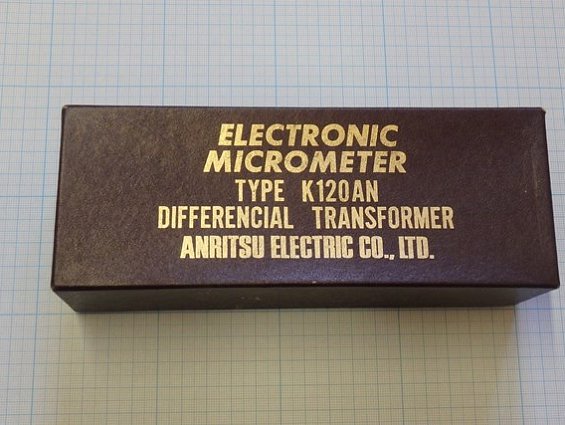 ELECTRONIC
MICROMETER
TYPE K120AN
DIFFERENCIAL TRANSFORMER
ANRITSU ELECTRIC CO., LTD.